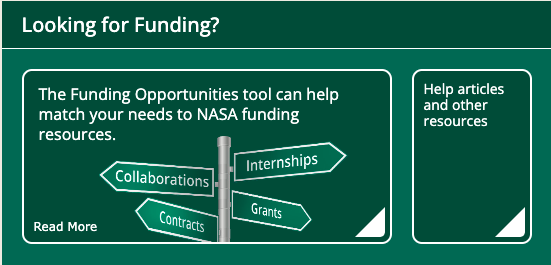 Looking for Funding?
The Funding Opportunities tool can help
match your needs to NASA funding
resources.
Collaborations
Internships
Contracts
Grants
Read More
Help articles
and other
resources